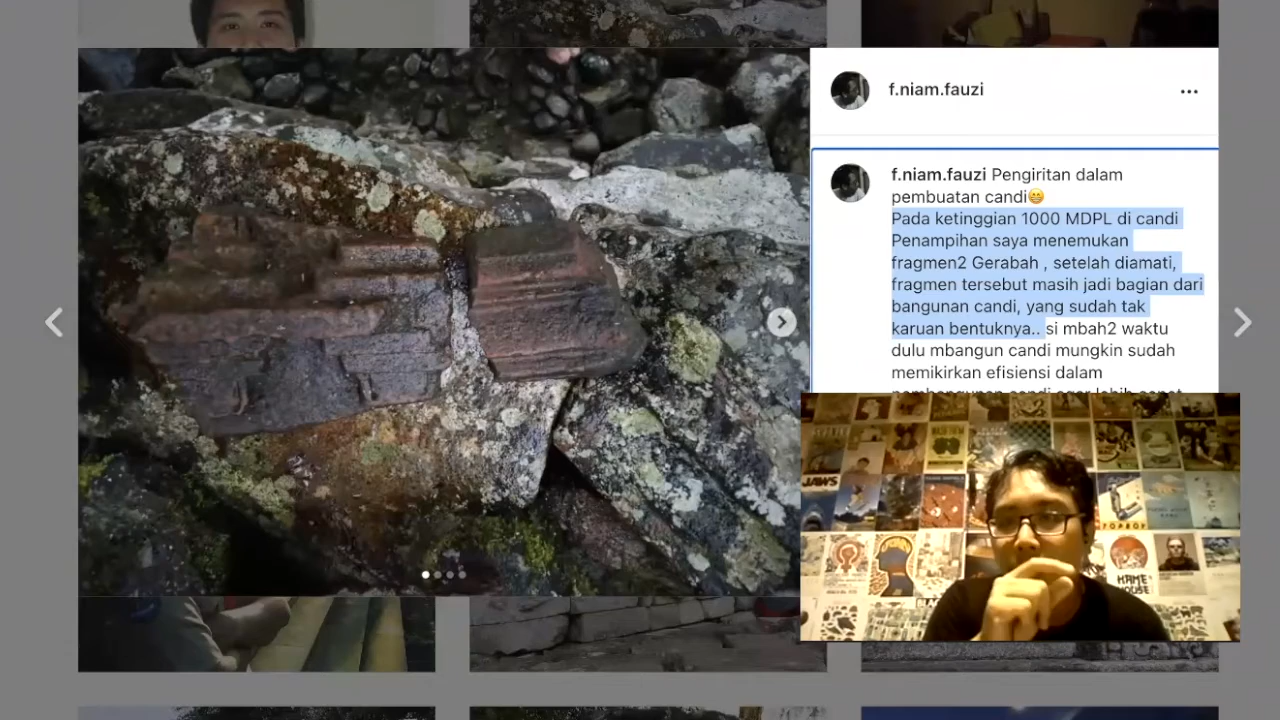 f.niam.fauzi
f.niam.fauzi Pengiritan dalam
pembuatan candi😁
Pada ketinggian 1000 MDPL di candi
Penampihan saya menemukan
fragmen2 Gerabah , setelah diamati,
fragmen tersebut masih jadi bagian dari
bangunan candi, yang sudah tak
karuan bentuknya.. si mbah2 waktu
dulu mbangun candi mungkin sudah
memikirkan efisiensi dalam
JAWS